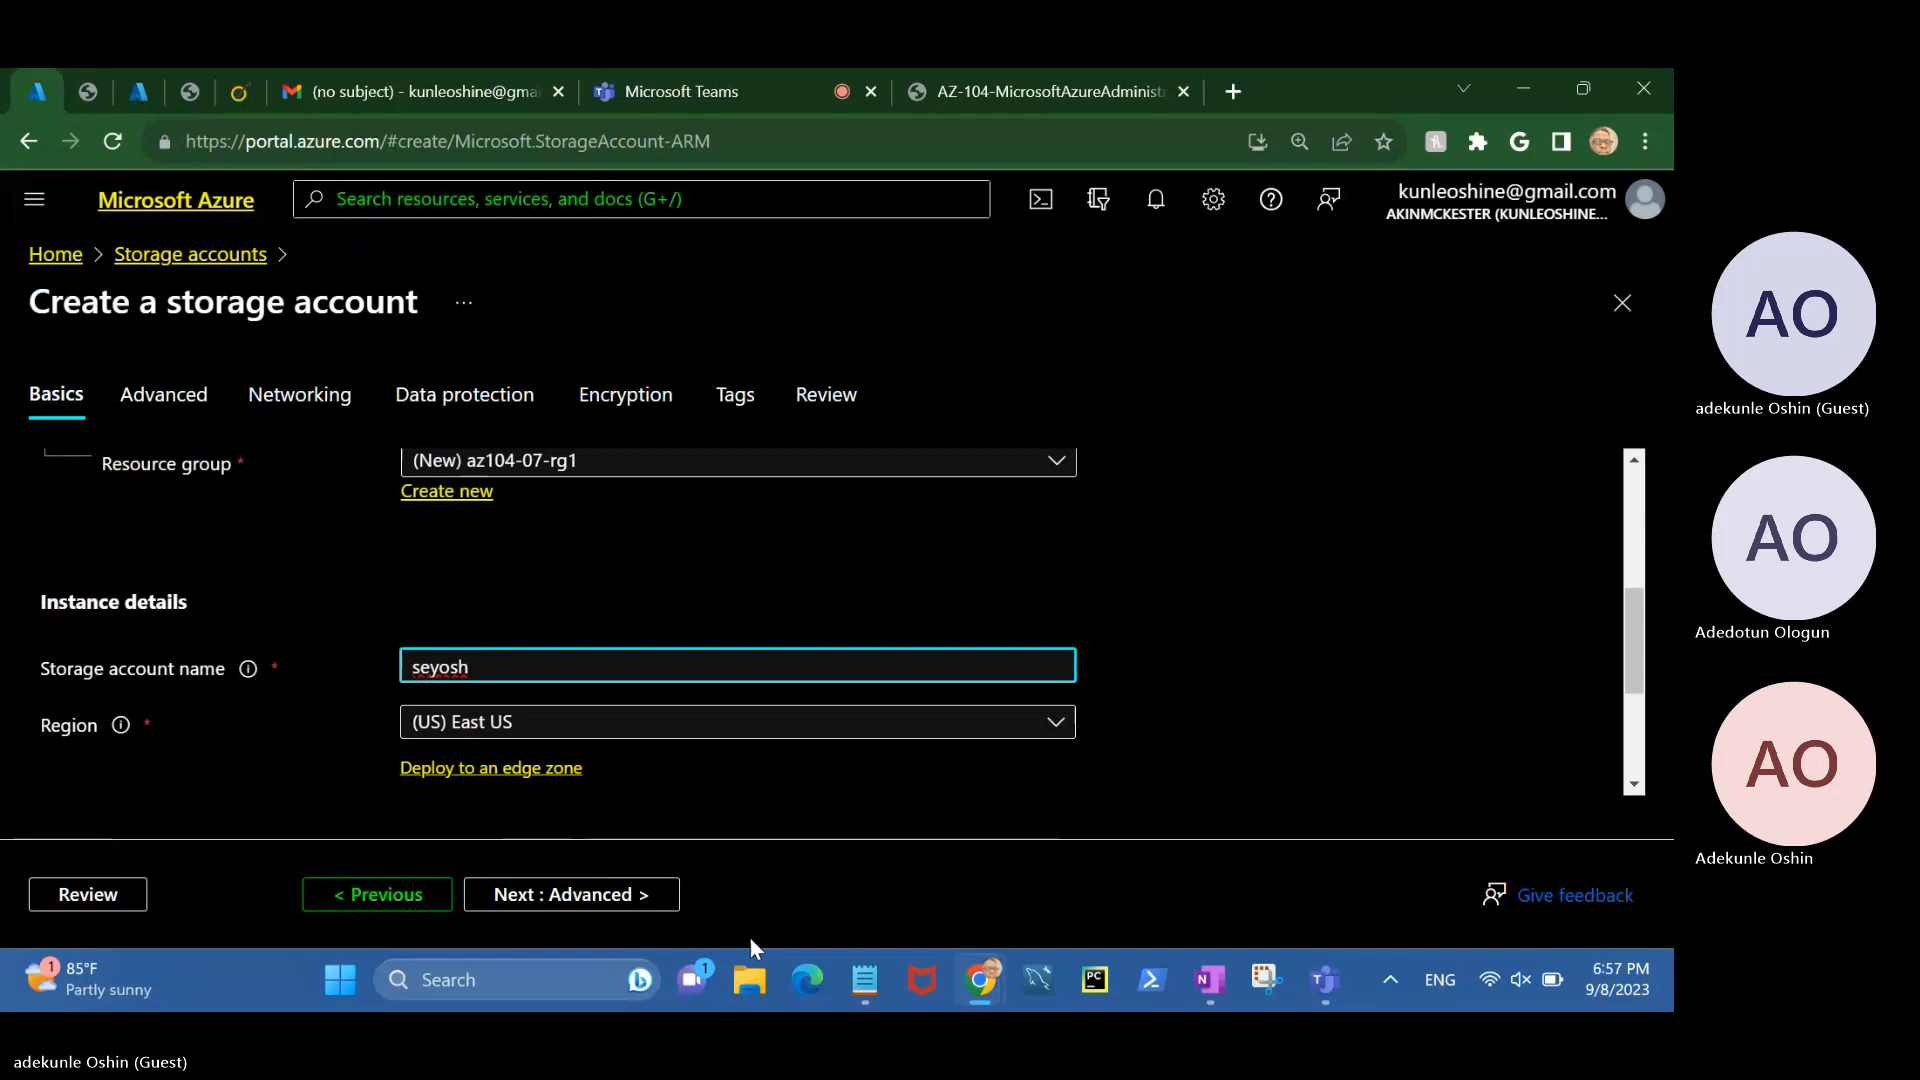 (no subject) - kunleoshine@gma
Microsoft Teams
AZ-104-MicrosoftAzureAdministr
https://portal.azure.com/#create/Microsoft.StorageAccount-ARM
Microsoft Azure
Search resources, services, and docs (G+/)
kunleoshine@gmail.com
AKINMCKESTER (KUNLEOSHINE...
Home > Storage accounts >
Create a storage account ...
Basics Advanced Networking Data protection Encryption Tags Review
Resource group *
(New) az104-07-rg1
Create new
Instance details
Storage account name *
seyosh
Region *
(US) East US
Deploy to an edge zone
Review
< Previous
Next : Advanced >
Give feedback
1
85°F
Partly sunny
Search
1
PC
ENG
6:57 PM
9/8/2023
AO
adekunle Oshin (Guest)
AO
Adedotun Ologun
AO
Adekunle Oshin
adekunle Oshin (Guest)